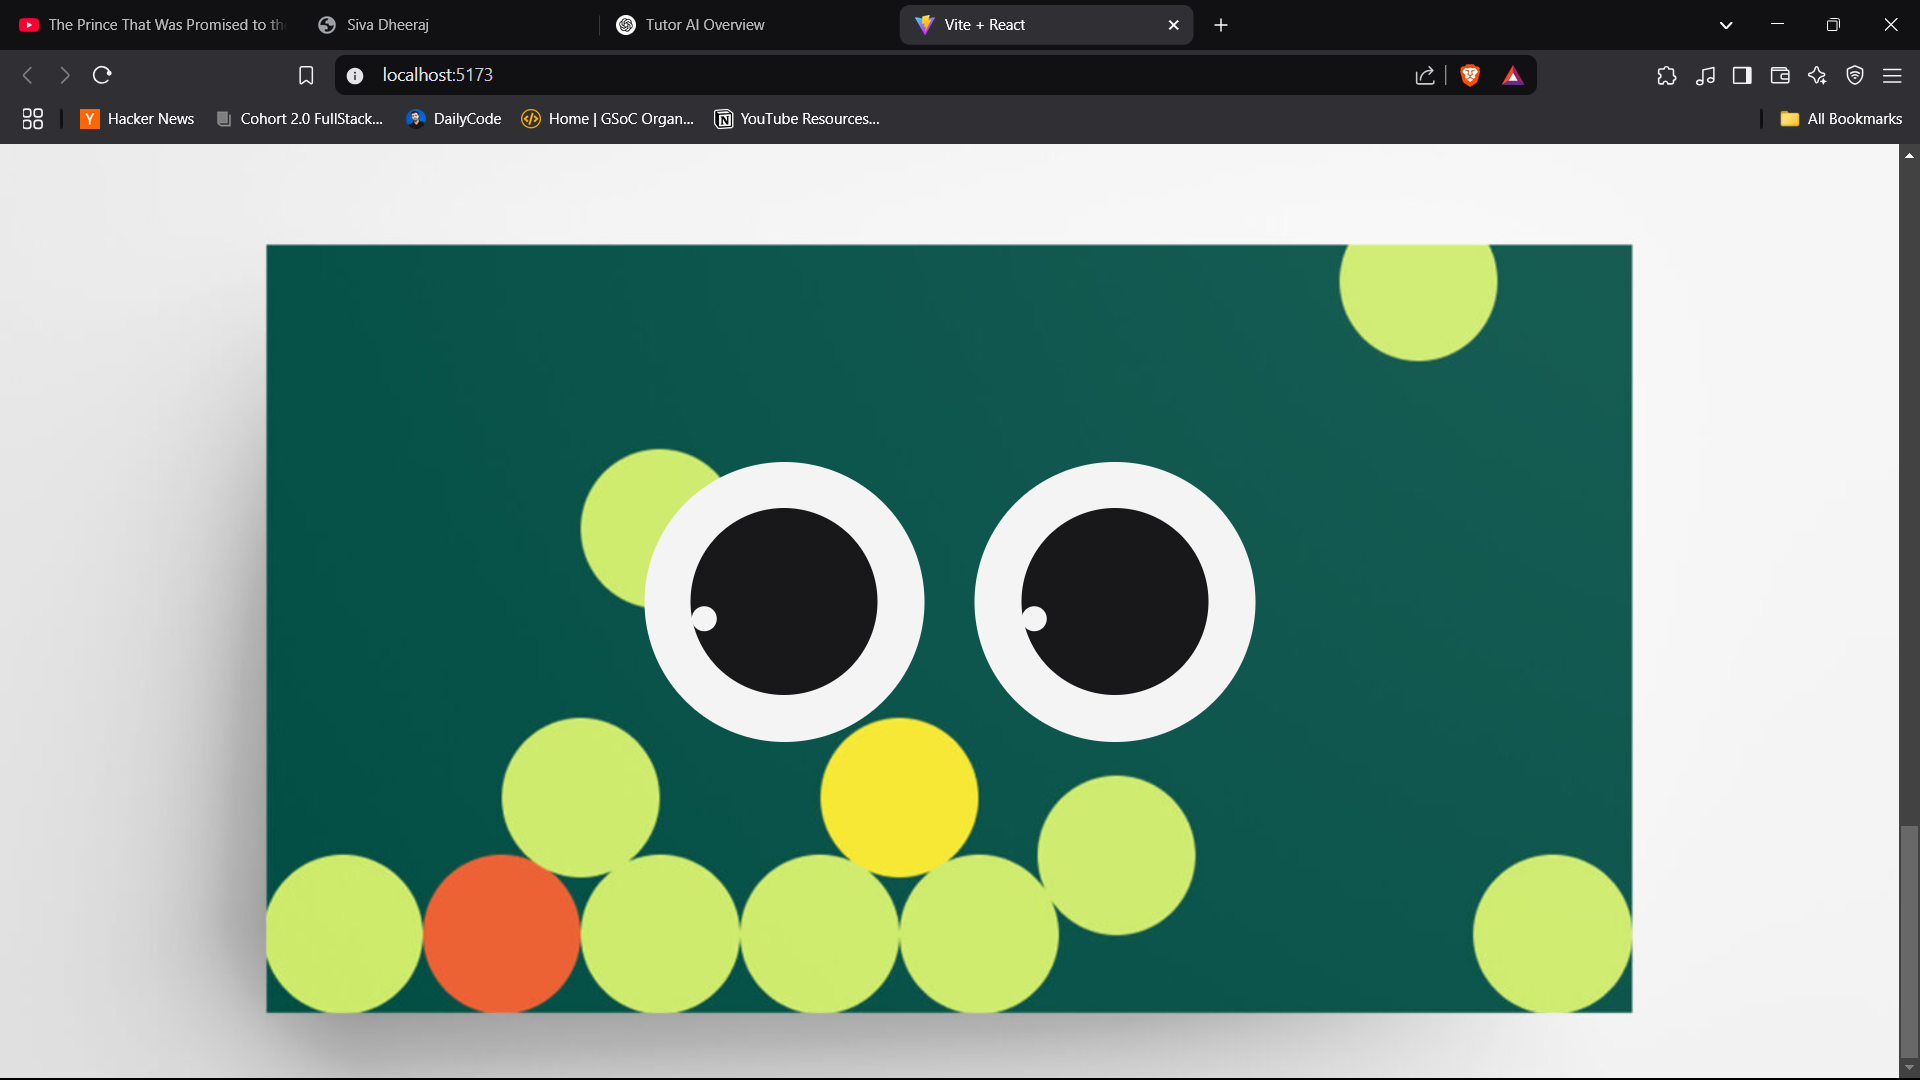 The Prince That Was Promised to th
Siva Dheeraj
Tutor AI Overview
Vite + React
localhost:5173
Y Hacker News
Cohort 2.0 FullStack...
DailyCode
Home | GSoC Organ...
N YouTube Resources...
All Bookmarks